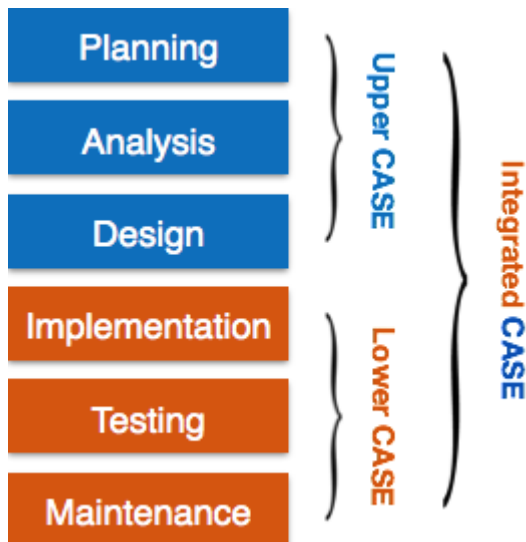 Planning
Analysis
Design
Implementation
Testing
Maintenance
Upper CASE
Lower CASE
Integrated CASE